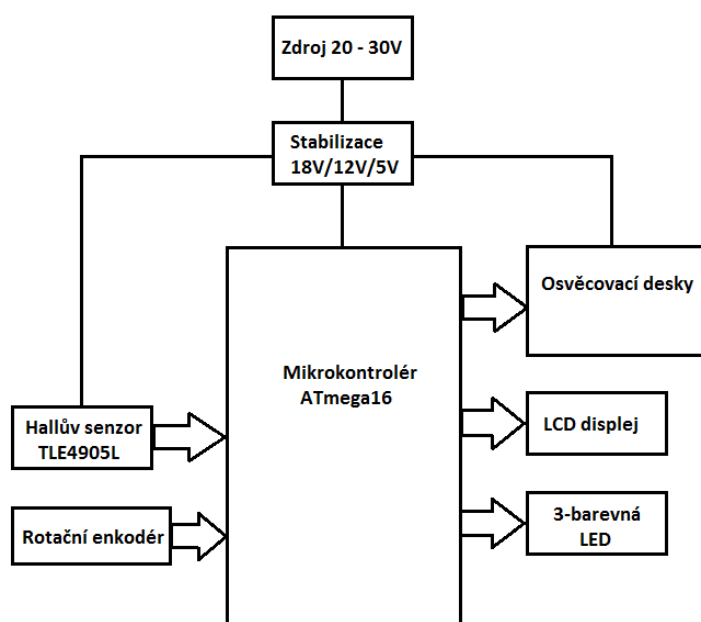 Zdroj 20 - 30V
Stabilizace
18V/12V/5V
Osvěcovací desky
Mikrokontrolér
ATmega16
Hallův senzor
TLE4905L
LCD displej
Rotační enkodér
3-barevná
LED